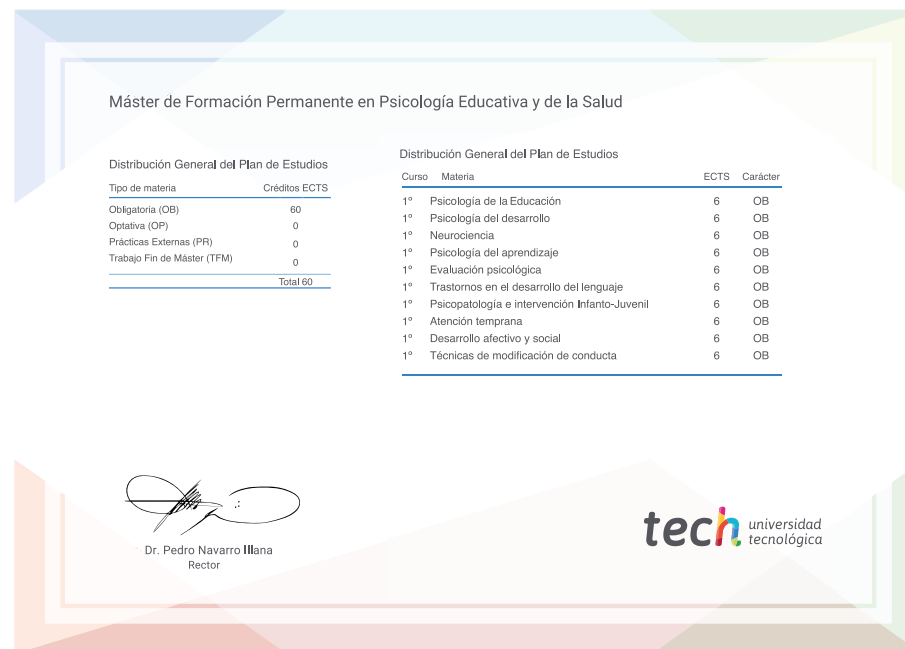 Máster de Formación Permanente en Psicología Educativa y de la Salud
Distribución General del Plan de Estudios
Tipo de materia Créditos ECTS
Obligatoria (OB) 60
Optativa (OP) 0
Prácticas Externas (PR) 0
Trabajo Fin de Máster (TFM) 0
Total 60
Distribución General del Plan de Estudios
Curso Materia ECTS Carácter
1º Psicología de la Educación 6 OB
1º Psicología del desarrollo 6 OB
1º Neurociencia 6 OB
1º Psicología del aprendizaje 6 OB
1º Evaluación psicológica 6 OB
1º Trastornos en el desarrollo del lenguaje 6 OB
1º Psicopatología e intervención Infanto-Juvenil 6 OB
1º Atención temprana 6 OB
1º Desarrollo afectivo y social 6 OB
1º Técnicas de modificación de conducta 6 OB
Dr. Pedro Navarro Illana
Rector
tech universidad
tecnológica